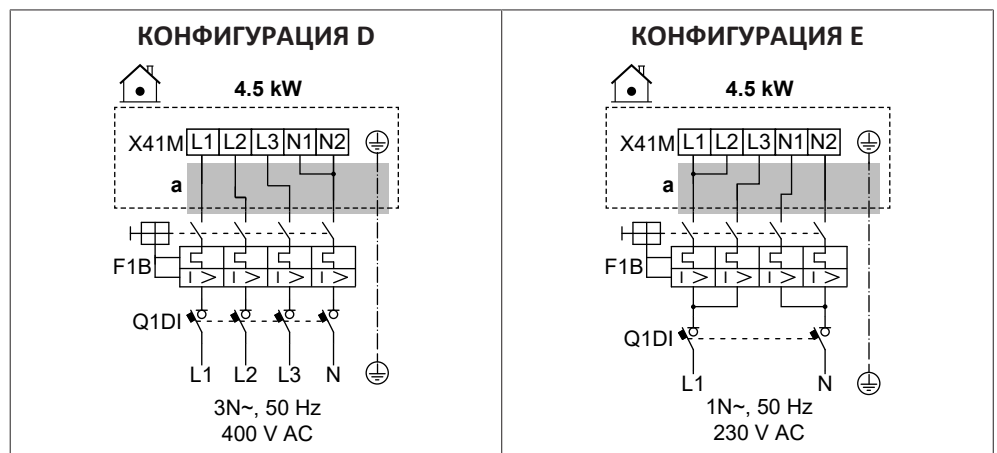 КОНФИГУРАЦИЯ D
4.5 kW
X41M L1 L2 L3 N1 N2
a
F1B
I > I > I > I >
Q1DI
L1 L2 L3 N
3N~, 50 Hz
400 V AC
КОНФИГУРАЦИЯ E
4.5 kW
X41M L1 L2 L3 N1 N2
a
F1B
I > I > I > I >
Q1DI
L1 N
1N~, 50 Hz
230 V AC